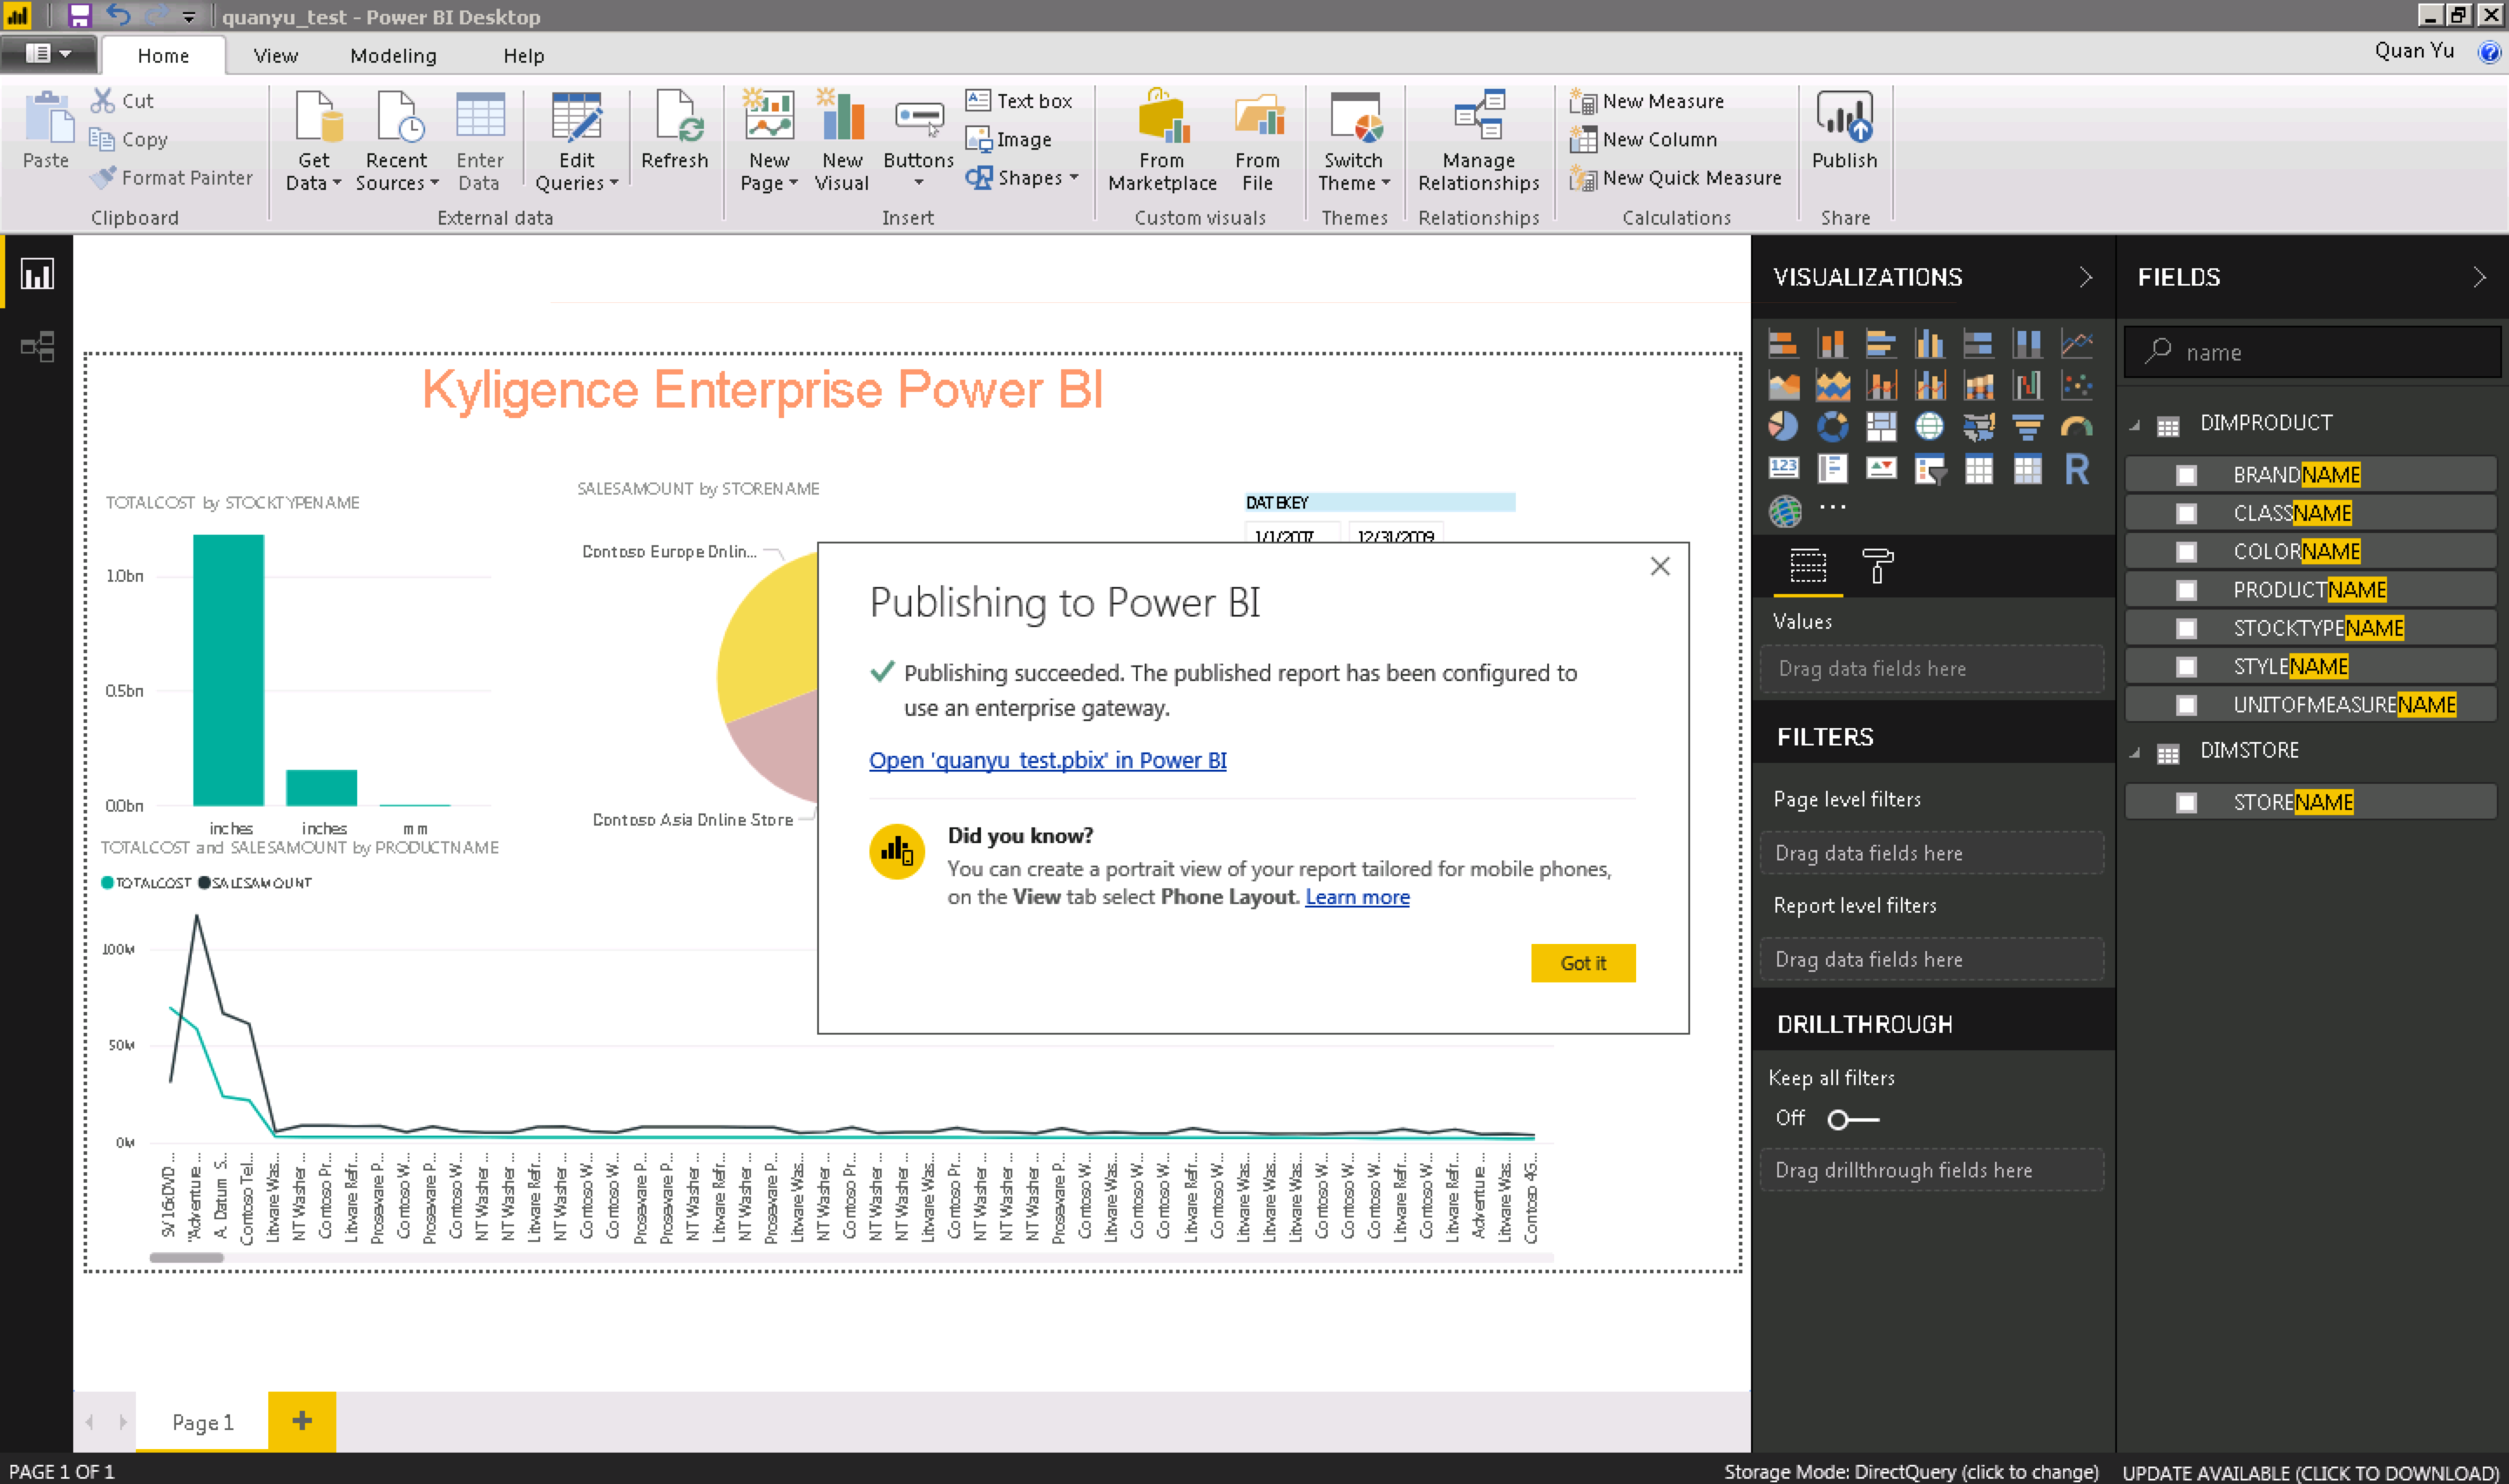 quanyu_test - Power BI Desktop
Home View Modeling Help
Quan Yu
Paste
Cut
Copy
Format Painter
Clipboard
Get Data
Recent Sources
Enter Data
Edit Queries
Refresh
External data
New Page
New Visual
Buttons
Text box
Image
Shapes
Insert
From Marketplace
From File
Custom visuals
Switch Theme
Themes
Manage Relationships
Relationships
New Measure
New Column
New Quick Measure
Calculations
Publish
Share
Kyligence Enterprise Power BI
TOTALCOST by STOCKTYPENAME
1.0bn
0.5bn
0.0bn
inches inches mm
SALESAMOUNT by STORENAME
Contoso Europe Onlin...
Contoso Asia Online Store
DATEKEY
1/1/2007 12/31/2009
Publishing to Power BI
Publishing succeeded. The published report has been configured to
use an enterprise gateway.
Open 'quanyu_test.pbix' in Power BI
Did you know?
You can create a portrait view of your report tailored for mobile phones,
on the View tab select Phone Layout. Learn more
Got it
TOTALCOST and SALESAMOUNT by PRODUCTNAME
TOTALCOST SALESAMOUNT
100M
50M
0M
SV 16xDVD ...
"Adventure...
A. Datum S...
Contoso Tel...
Litware Was...
NT Washer ...
Contoso Pr...
Litware Refr...
Proseware P...
Contoso W...
Proseware P...
Contoso W...
NT Washer ...
NT Washer ...
Litware Refr...
NT Washer ...
Contoso W...
Contoso W...
Proseware P...
Proseware P...
NT Washer ...
Litware Refr...
NT Washer ...
Proseware P...
Litware Was...
NT Washer ...
Contoso Pr...
NT Washer ...
NT Washer ...
Litware Was...
Contoso Pr...
NT Washer ...
NT Washer ...
NT Washer ...
Proseware P...
Contoso W...
Litware Was...
Contoso W...
Contoso W...
Litware Refr...
Contoso W...
Litware Was...
Litware Was...
Litware Was...
Contoso W...
Contoso W...
Contoso W...
Litware Refr...
Contoso W...
Litware Refr...
Adventure...
Litware Was...
Contoso 4G...
VISUALIZATIONS
123
R
...
Values
Drag data fields here
FILTERS
Page level filters
Drag data fields here
Report level filters
Drag data fields here
DRILLTHROUGH
Keep all filters
Off
Drag drillthrough fields here
FIELDS
name
DIMPRODUCT
BRANDNAME
CLASSNAME
COLORNAME
PRODUCTNAME
STOCKTYPENAME
STYLENAME
UNITOFMEASURENAME
DIMSTORE
STORENAME
Page 1
PAGE 1 OF 1
Storage Mode: DirectQuery (click to change)
UPDATE AVAILABLE (CLICK TO DOWNLOAD)